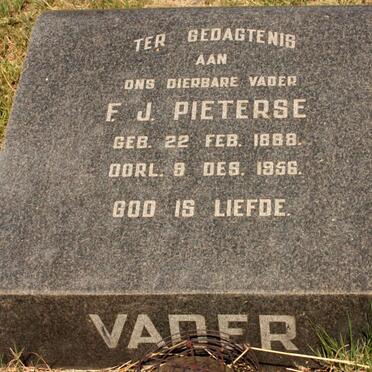 TER GEDAGTENIS
AAN
ONS DIERBARE VADER
F. J. PIETERSE
GEB. 22 FEB. 1888.
OORL. 9 DES. 1956.
GOD IS LIEFDE.
VADER